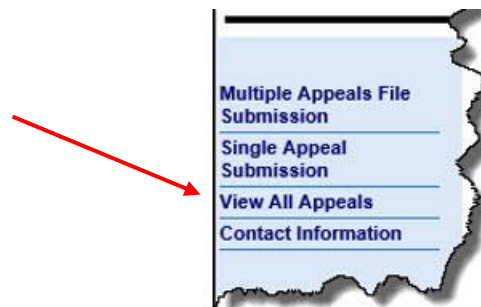 Multiple Appeals File
Submission
Single Appeal
Submission
View All Appeals
Contact Information